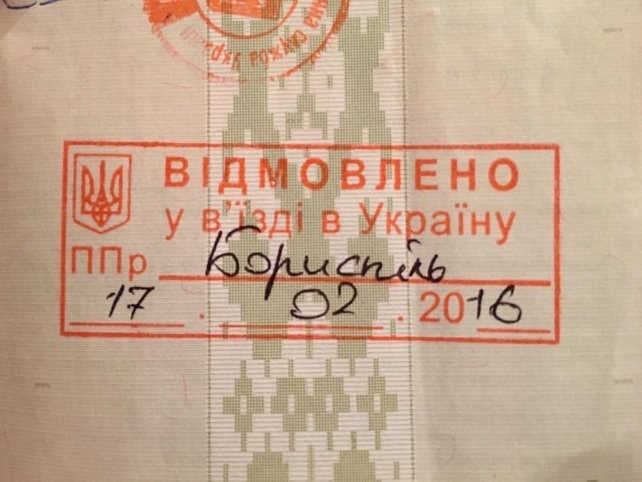 ВІДМОВЛЕНО
у в'їзді в Україну
ППр Бориспіль
17 . 02 . 2016